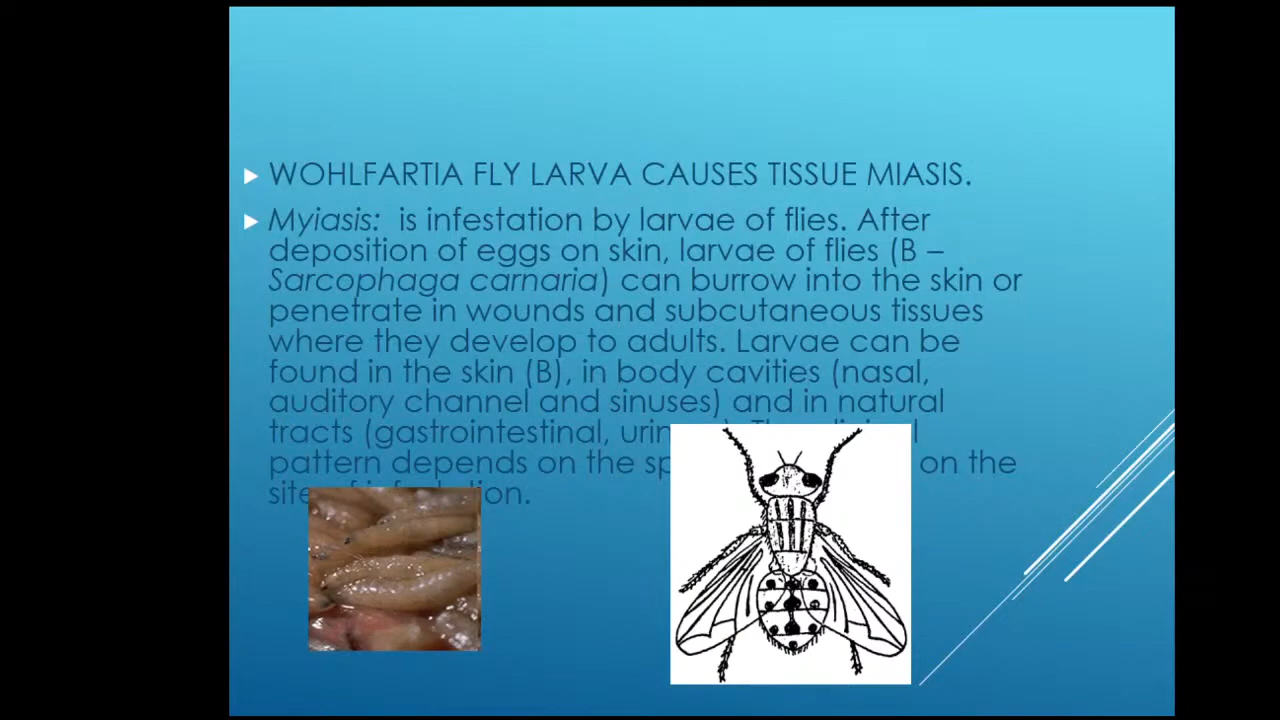 WOHLFARTIA FLY LARVA CAUSES TISSUE MIASIS.
Myiasis: is infestation by larvae of flies. After
deposition of eggs on skin, larvae of flies (B –
Sarcophaga carnaria) can burrow into the skin or
penetrate in wounds and subcutaneous tissues
where they develop to adults. Larvae can be
found in the skin (B), in body cavities (nasal,
auditory channel and sinuses) and in natural
tracts (gastrointestinal,
pattern depends on the on the